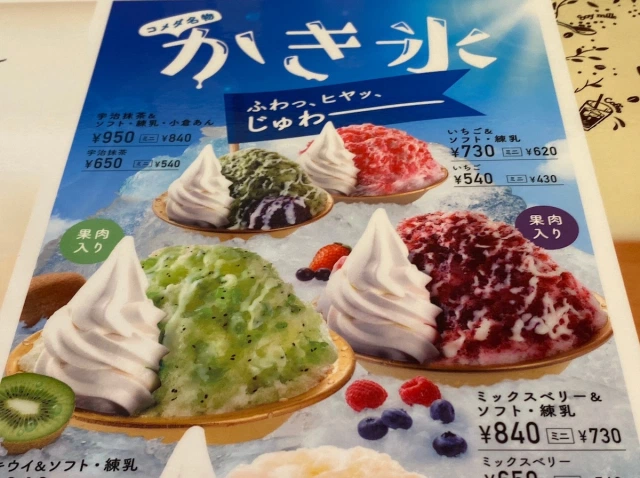 コメダ名物
かき氷
ふわっ、ヒヤッ、
じゅわ
宇治抹茶&
ソフト・練乳・小倉あん
¥950 ミニ ¥840
宇治抹茶
¥650 ミニ ¥540
いちご&
ソフト・練乳
¥730 ミニ ¥620
いちご
¥540 ミニ ¥430
果肉
入り
果肉
入り
ミックスベリー&
ソフト・練乳
¥840 ミニ ¥730
ミックスベリー
¥650
キウイ&ソフト・練乳